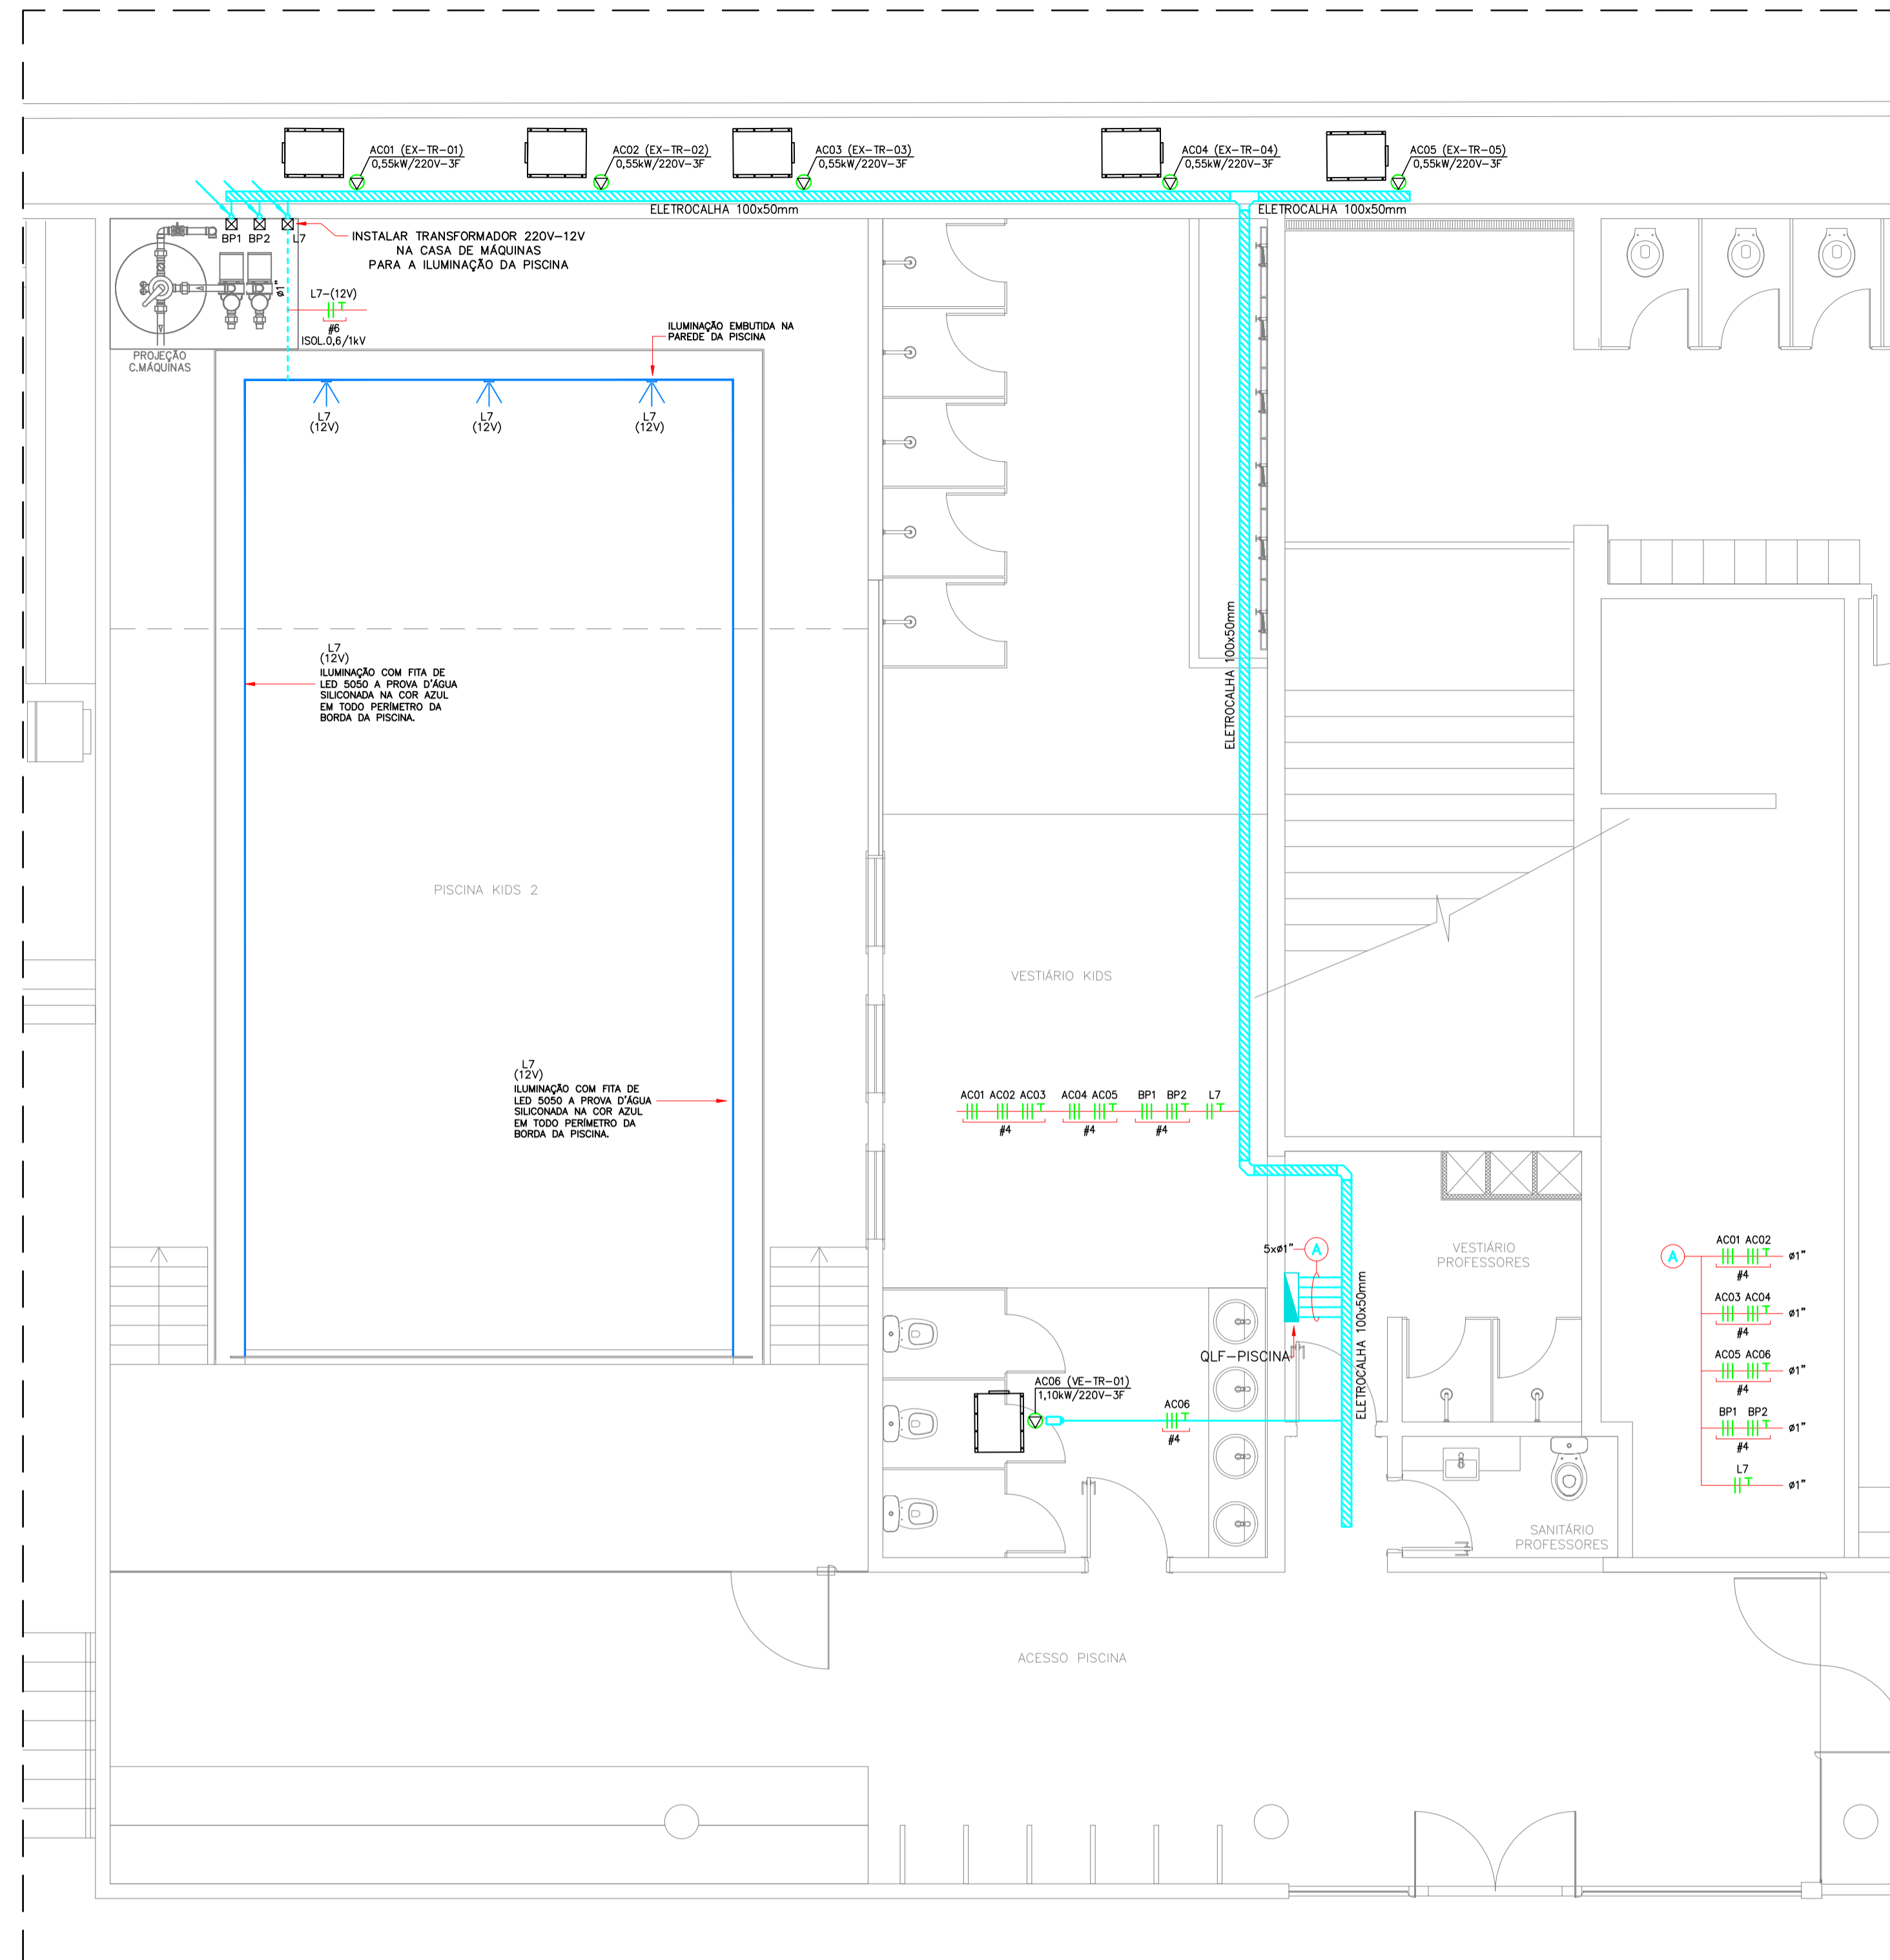 AC01 (EX-TR-01)
0,55kW/220V-3F
AC02 (EX-TR-02)
0,55kW/220V-3F
AC03 (EX-TR-03)
0,55kW/220V-3F
AC04 (EX-TR-04)
0,55kW/220V-3F
AC05 (EX-TR-05)
0,55kW/220V-3F
ELETROCALHA 100x50mm
ELETROCALHA 100x50mm
BP1
BP2
L7
INSTALAR TRANSFORMADOR 220V-12V
NA CASA DE MÁQUINAS
PARA A ILUMINAÇÃO DA PISCINA
ø1"
L7-(12V)
#6
ISOL.0,6/1kV
PROJEÇÃO
C.MÁQUINAS
ILUMINAÇÃO EMBUTIDA NA
PAREDE DA PISCINA
L7
(12V)
L7
(12V)
L7
(12V)
L7
(12V)
ILUMINAÇÃO COM FITA DE
LED 5050 A PROVA D'ÁGUA
SILICONADA NA COR AZUL
EM TODO PERÍMETRO DA
BORDA DA PISCINA.
ELETROCALHA 100x50mm
PISCINA KIDS 2
VESTIÁRIO KIDS
L7
(12V)
ILUMINAÇÃO COM FITA DE
LED 5050 A PROVA D'ÁGUA
SILICONADA NA COR AZUL
EM TODO PERÍMETRO DA
BORDA DA PISCINA.
AC01 AC02 AC03 AC04 AC05 BP1 BP2 L7
#4 #4 #4
5xø1"
A
VESTIÁRIO
PROFESSORES
QLF-PISCINA
ELETROCALHA 100x50mm
AC06 (VE-TR-01)
1,10kW/220V-3F
AC06
#4
A
AC01 AC02
ø1"
#4
AC03 AC04
ø1"
#4
AC05 AC06
ø1"
#4
BP1 BP2
ø1"
#4
L7
ø1"
SANITÁRIO
PROFESSORES
ACESSO PISCINA